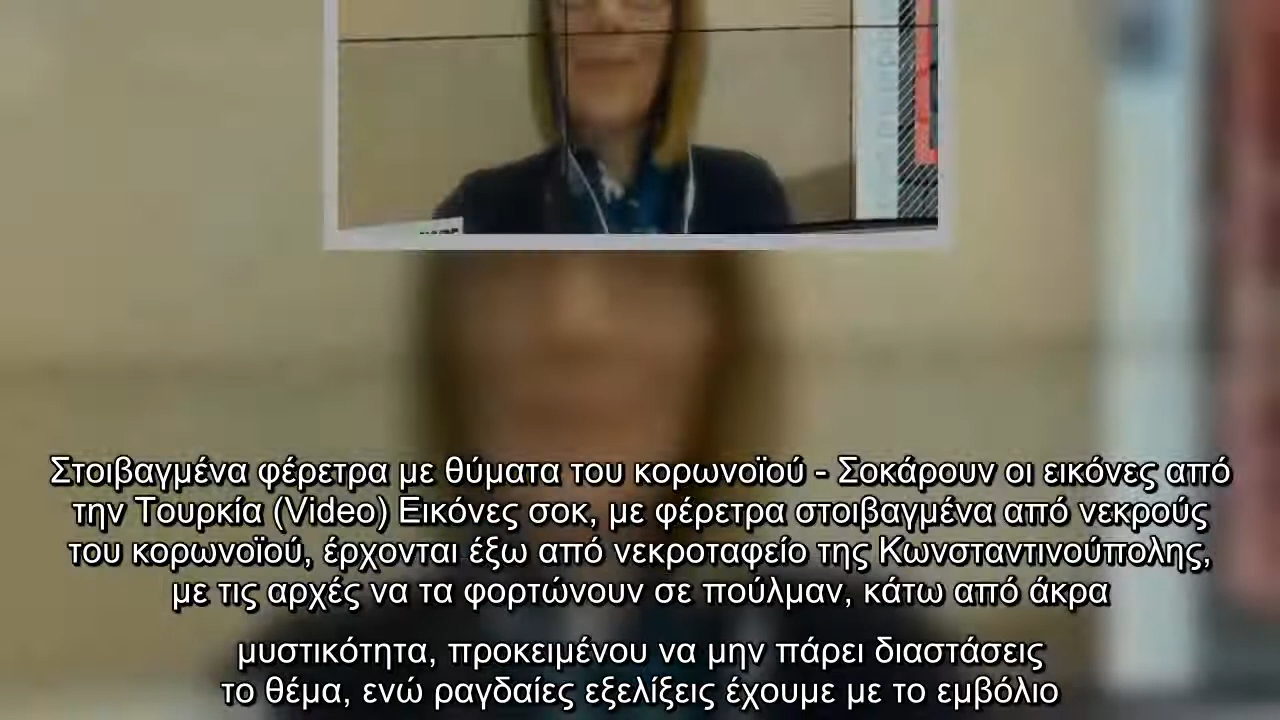 Στοιβαγμένα φέρετρα με θύματα του κορωνοϊού - Σοκάρουν οι εικόνες από
την Τουρκία (Video) Εικόνες σοκ, με φέρετρα στοιβαγμένα από νεκρούς
του κορωνοϊού, έρχονται έξω από νεκροταφείο της Κωνσταντινούπολης,
με τις αρχές να τα φορτώνουν σε πούλμαν, κάτω από άκρα
μυστικότητα, προκειμένου να μην πάρει διαστάσεις
το θέμα, ενώ ραγδαίες εξελίξεις έχουμε με το εμβόλιο